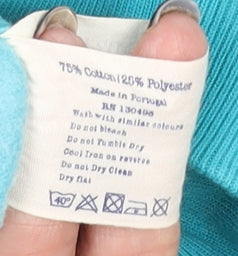 75% Cotton/25% Polyester
Made in Portugal
RN 130498
Wash with similar colours
Do not bleach
Do not Tumble Dry
Cool Iron on reverse
Do not Dry Clean
Dry flat
40°